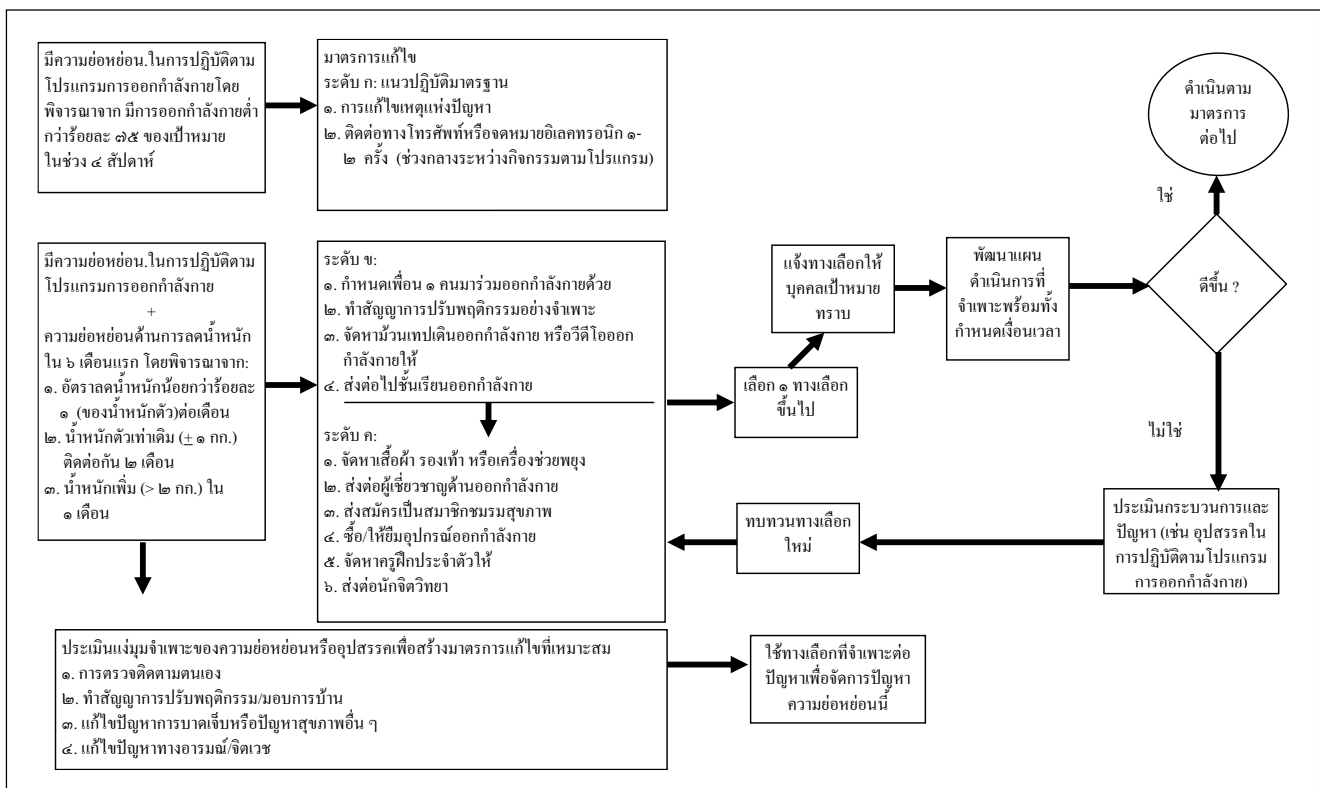 มีความย่อหย่อน.ในการปฏิบัติตาม
โปรแกรมการออกกำลังกายโดย
พิจารณาจาก มีการออกกำลังกายต่ำ
กว่าร้อยละ ๗๕ ของเป้าหมาย
ในช่วง ๔ สัปดาห์
มาตรการแก้ไข
ระดับ ก: แนวปฏิบัติมาตรฐาน
๑. การแก้ไขเหตุแห่งปัญหา
๒. ติดต่อทางโทรศัพท์หรือจดหมายอิเลคทรอนิก ๑-
๒ ครั้ง (ช่วงกลางระหว่างกิจกรรมตามโปรแกรม)
ดำเนินตาม
มาตรการ
ต่อไป
ใช่
มีความย่อหย่อน.ในการปฏิบัติตาม
โปรแกรมการออกกำลังกาย
+
ความย่อหย่อนด้านการลดน้ำหนัก
ใน ๖ เดือนแรก โดยพิจารณาจาก:
๑. อัตราลดน้ำหนักน้อยกว่าร้อยละ
๑ (ของน้ำหนักตัว)ต่อเดือน
๒. น้ำหนักตัวเท่าเดิม (± ๑ กก.)
ติดต่อกัน ๒ เดือน
๓. น้ำหนักเพิ่ม (> ๒ กก.) ใน
๑ เดือน
ระดับ ข:
๑. กำหนดเพื่อน ๑ คนมาร่วมออกกำลังกายด้วย
๒. ทำสัญญาการปรับพฤติกรรมอย่างจำเพาะ
๓. จัดหาม้วนเทปเดินออกกำลังกาย หรือวีดีโอออก
กำลังกายให้
๔. ส่งต่อไปชั้นเรียนออกกำลังกาย
ระดับ ค:
๑. จัดหาเสื้อผ้า รองเท้า หรือเครื่องช่วยพยุง
๒. ส่งต่อผู้เชี่ยวชาญด้านออกกำลังกาย
๓. ส่งสมัครเป็นสมาชิกชมรมสุขภาพ
๔. ซื้อ/ให้ยืมอุปกรณ์ออกกำลังกาย
๕. จัดหาครูฝึกประจำตัวให้
๖. ส่งต่อนักจิตวิทยา
เลือก ๑ ทางเลือก
ขึ้นไป
แจ้งทางเลือกให้
บุคคลเป้าหมาย
ทราบ
พัฒนาแผน
ดำเนินการที่
จำเพาะพร้อมทั้ง
กำหนดเงื่อนเวลา
ดีขึ้น ?
ไม่ใช่
ประเมินกระบวนการและ
ปัญหา (เช่น อุปสรรคใน
การปฏิบัติตามโปรแกรม
การออกกำลังกาย)
ทบทวนทางเลือก
ใหม่
ประเมินแง่มุมจำเพาะของความย่อหย่อนหรืออุปสรรคเพื่อสร้างมาตรการแก้ไขที่เหมาะสม
๑. การตรวจติดตามตนเอง
๒. ทำสัญญาการปรับพฤติกรรม/มอบการบ้าน
๓. แก้ไขปัญหาการบาดเจ็บหรือปัญหาสุขภาพอื่น ๆ
๔. แก้ไขปัญหาทางอารมณ์/จิตเวช
ใช้ทางเลือกที่จำเพาะต่อ
ปัญหาเพื่อจัดการปัญหา
ความย่อหย่อนนี้